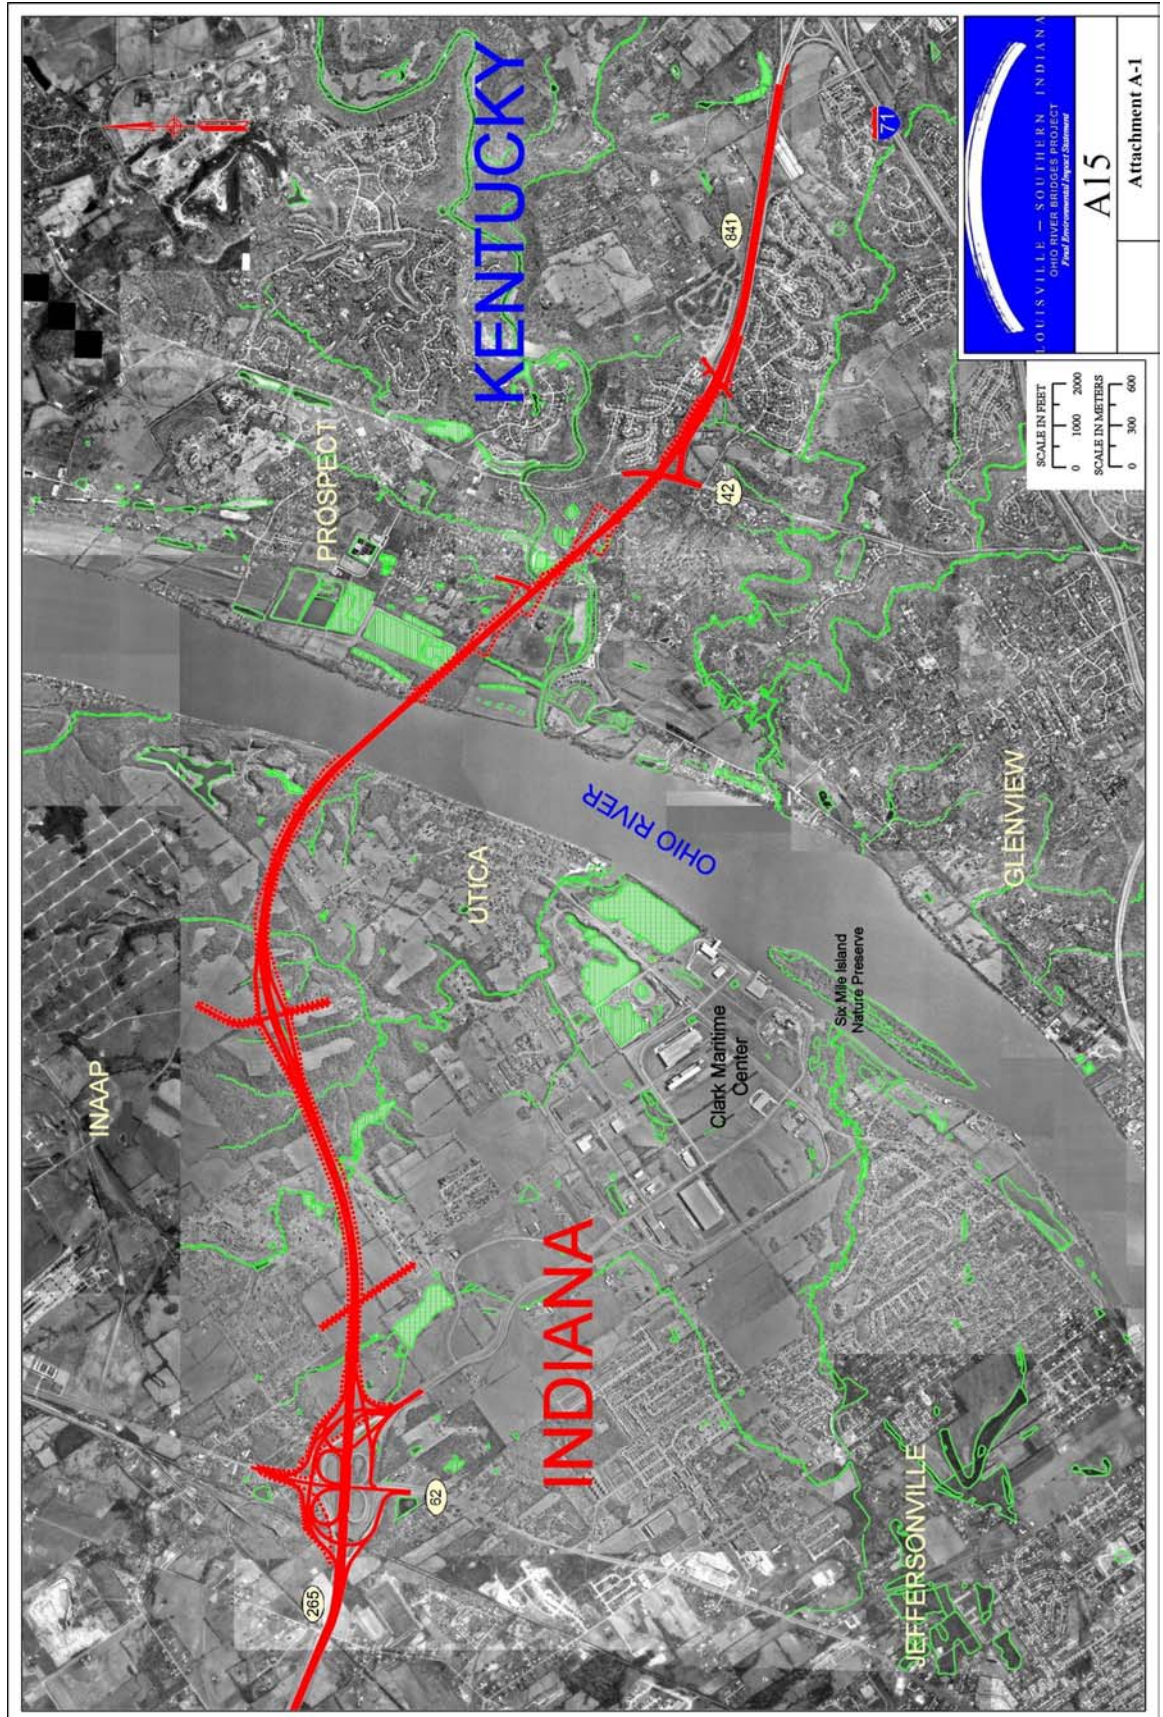 KENTUCKY
PROSPECT
841
71
42
OHIO RIVER
UTICA
INAAP
GLENVIEW
Six Mile Island
Nature Preserve
Clark Maritime
Center
INDIANA
62
265
JEFFERSONVILLE
LOUISVILLE – SOUTHERN INDIANA
OHIO RIVER BRIDGES PROJECT
Final Environmental Impact Statement
A15
Attachment A-1
SCALE IN FEET
0 1000 2000
SCALE IN METERS
0 300 600